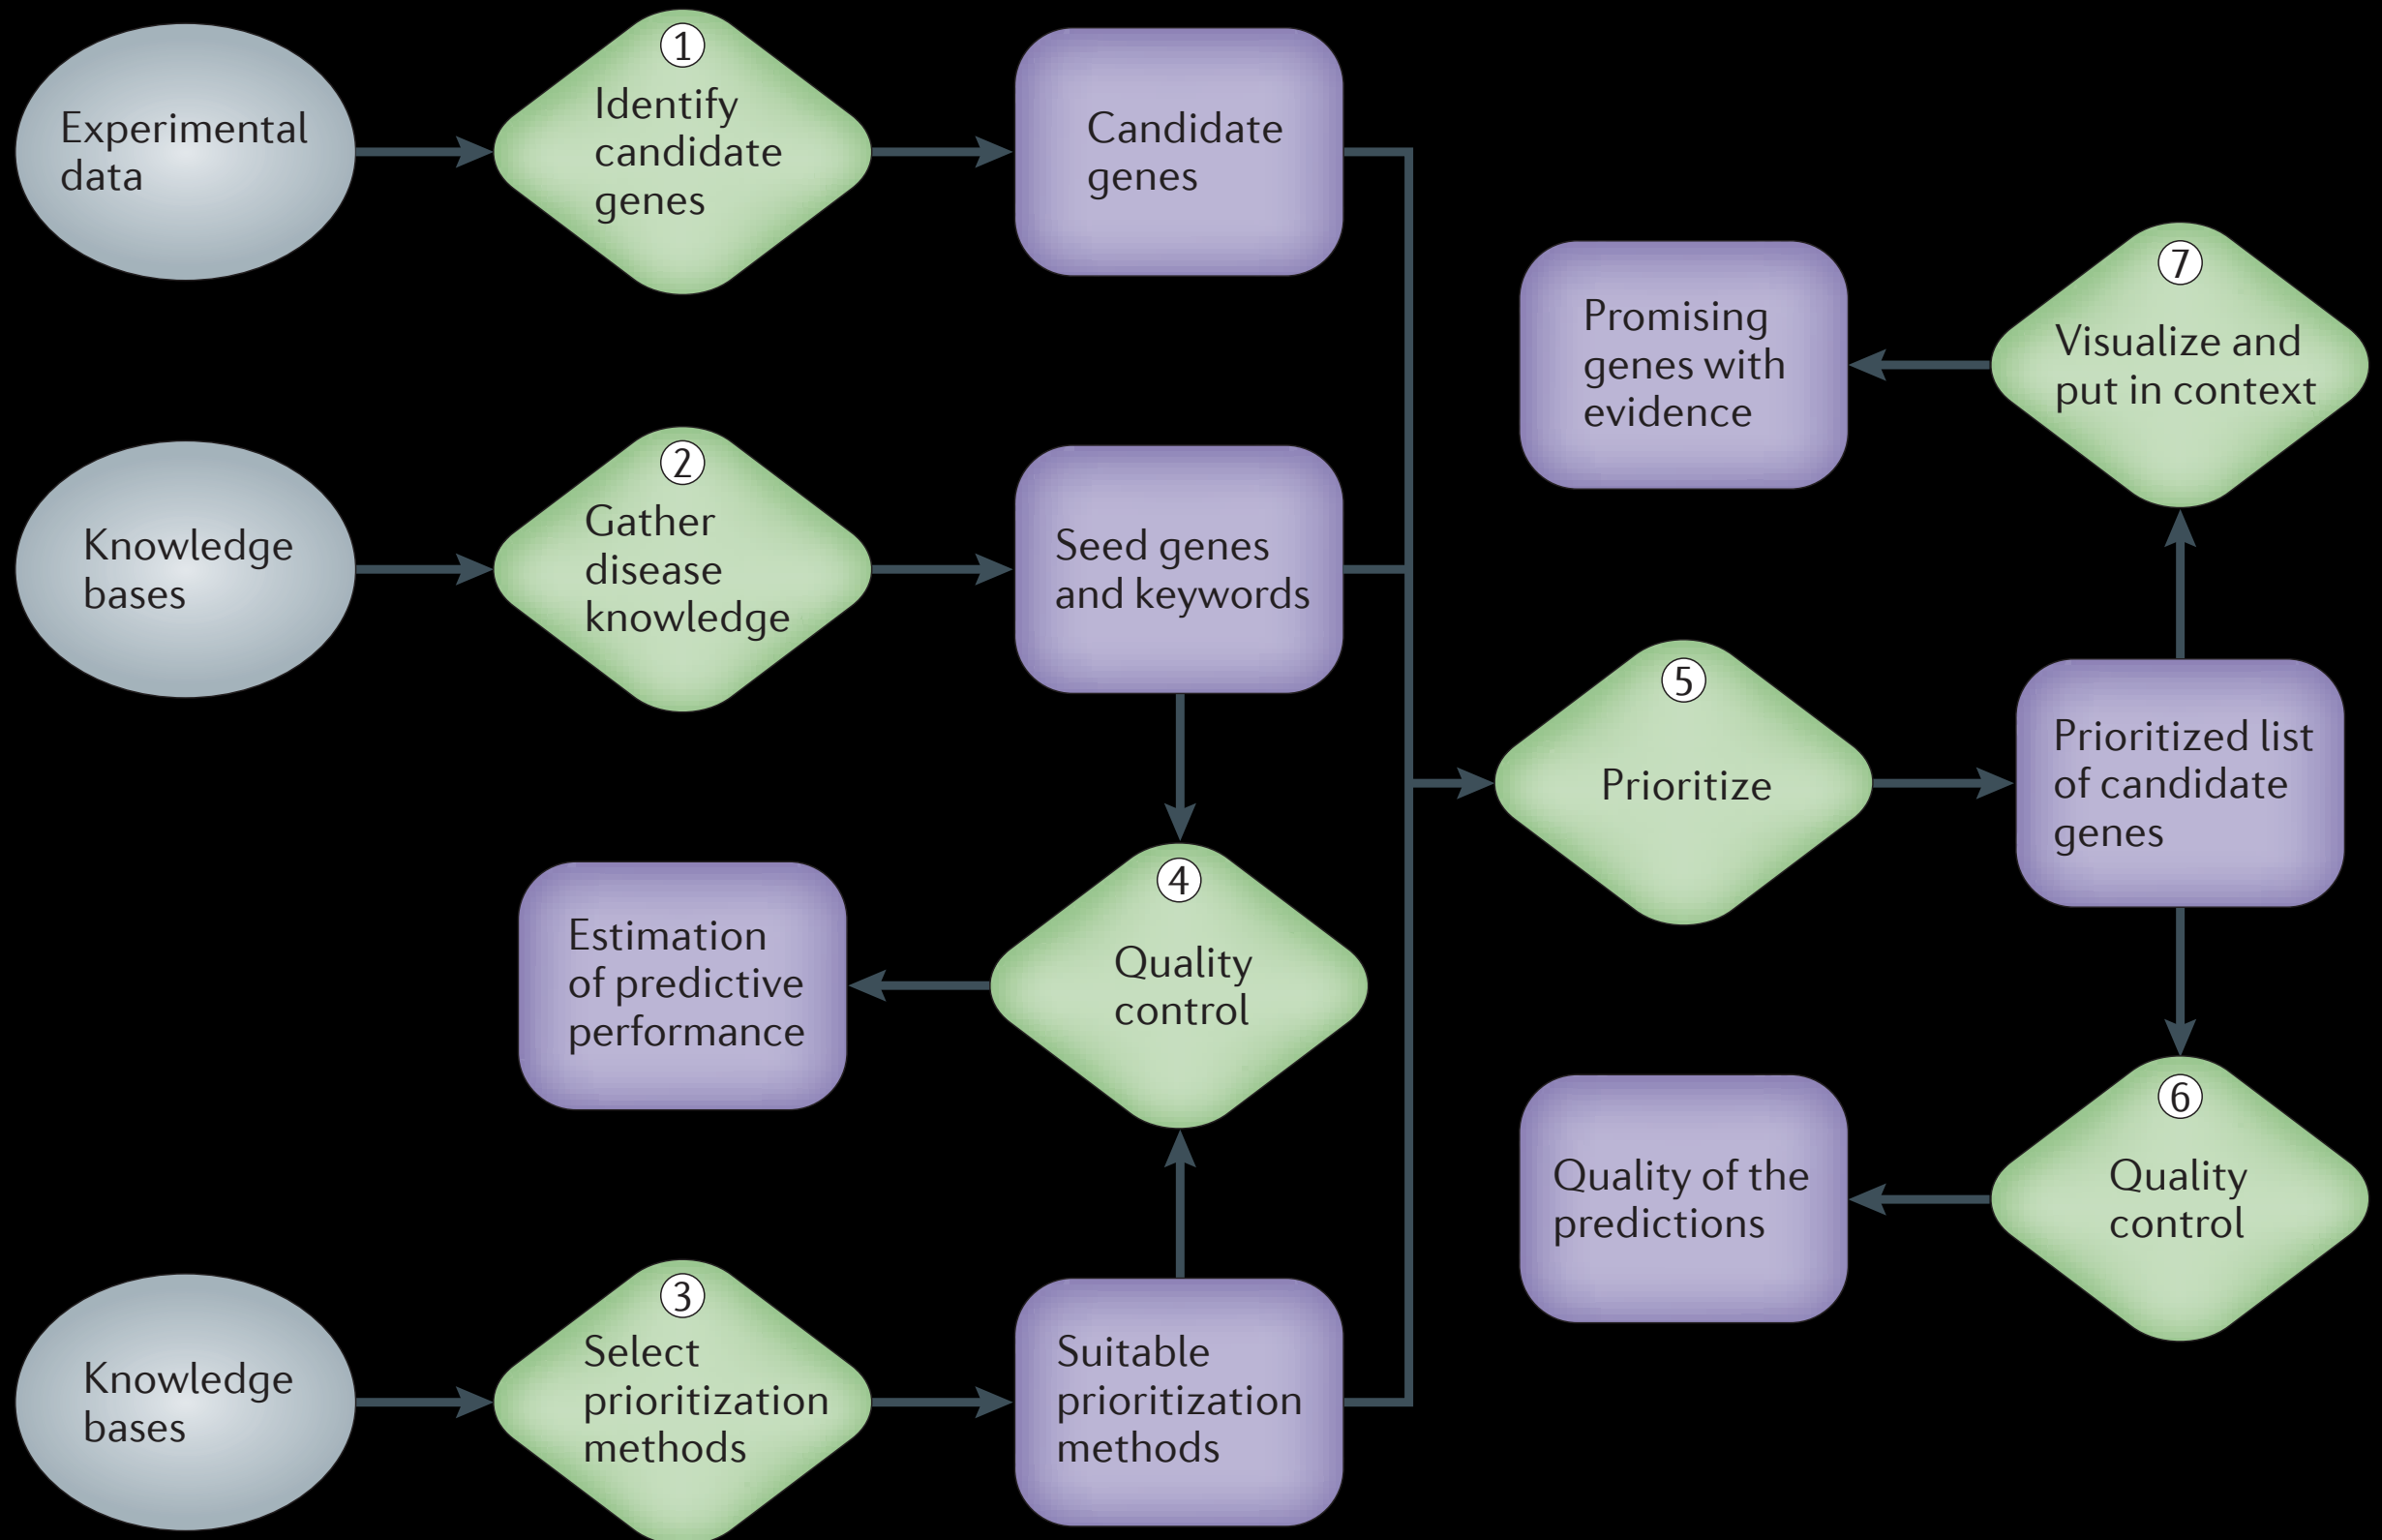 Experimental
data
1
Identify
candidate
genes
Candidate
genes
Knowledge
bases
2
Gather
disease
knowledge
Seed genes
and keywords
Knowledge
bases
3
Select
prioritization
methods
Suitable
prioritization
methods
4
Quality
control
Estimation
of predictive
performance
5
Prioritize
Prioritized list
of candidate
genes
6
Quality
control
Quality of the
predictions
7
Visualize and
put in context
Promising
genes with
evidence